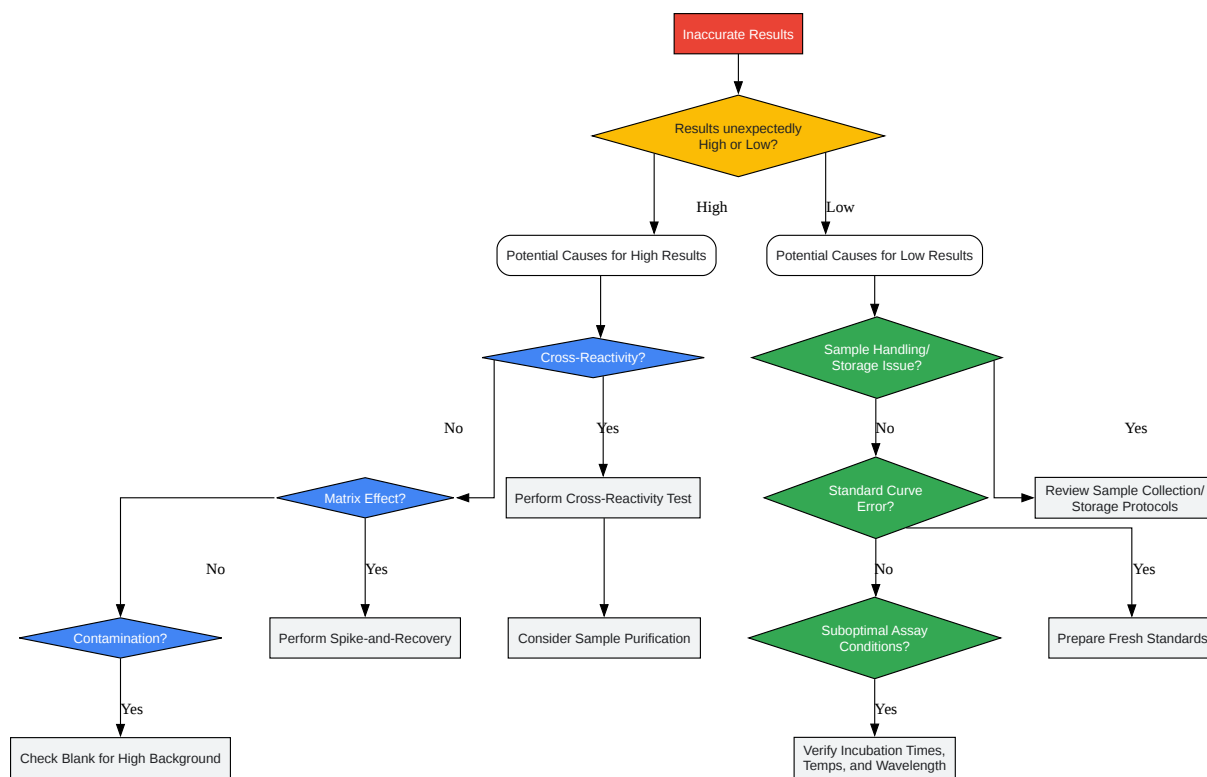 Inaccurate Results
Results unexpectedly
High or Low?
High
Low
Potential Causes for High Results
Potential Causes for Low Results
Cross-Reactivity?
Sample Handling/
Storage Issue?
No
Yes
No
Yes
Matrix Effect?
Perform Cross-Reactivity Test
Standard Curve
Error?
Review Sample Collection/
Storage Protocols
No
Yes
No
Yes
Contamination?
Perform Spike-and-Recovery
Consider Sample Purification
Suboptimal Assay
Conditions?
Prepare Fresh Standards
Yes
Yes
Check Blank for High Background
Verify Incubation Times,
Temps, and Wavelength